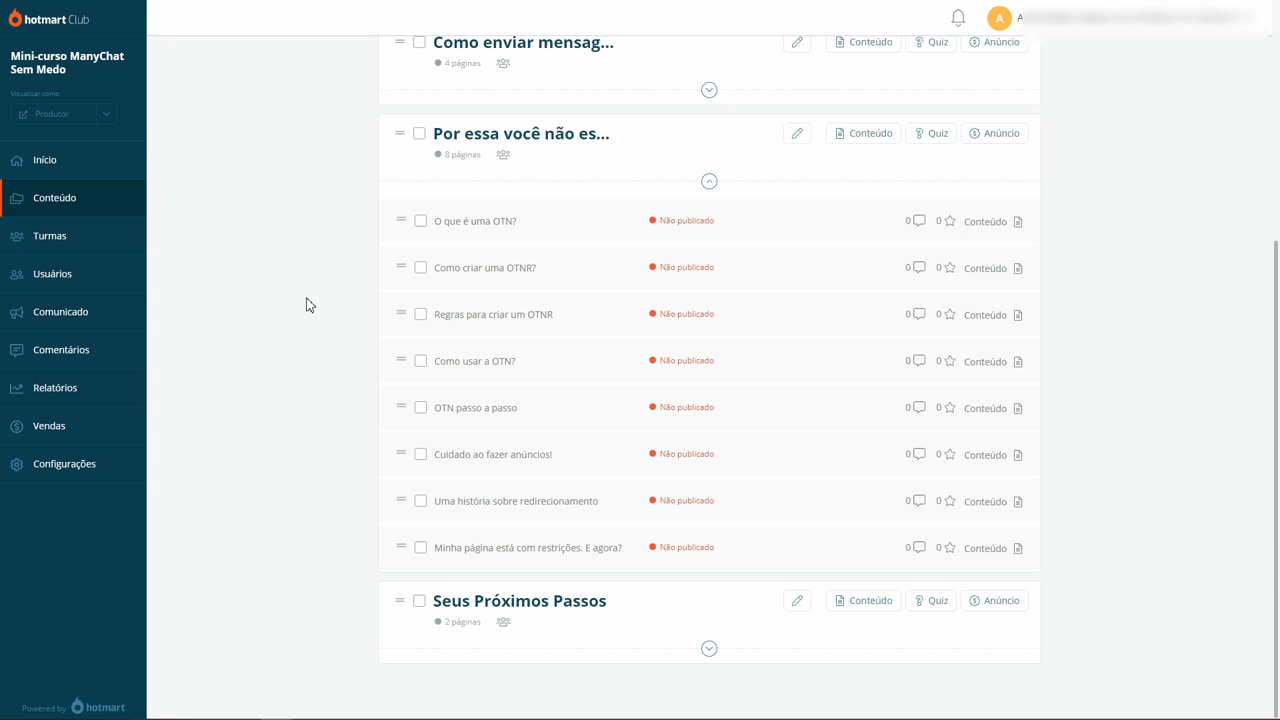 hotmart Club
A
A
Mini-curso ManyChat
Sem Medo
Visualizar como
Produtor
Início
Conteúdo
Turmas
Usuários
Comunicado
Comentários
Relatórios
Vendas
Configurações
Powered by hotmart
Como enviar mensag...
Conteúdo
Quiz
Anúncio
4 páginas
Por essa você não es...
Conteúdo
Quiz
Anúncio
8 páginas
O que é uma OTN? Não publicado 0 0 Conteúdo
Como criar uma OTNR? Não publicado 0 0 Conteúdo
Regras para criar um OTNR Não publicado 0 0 Conteúdo
Como usar a OTN? Não publicado 0 0 Conteúdo
OTN passo a passo Não publicado 0 0 Conteúdo
Cuidado ao fazer anúncios! Não publicado 0 0 Conteúdo
Uma história sobre redirecionamento Não publicado 0 0 Conteúdo
Minha página está com restrições. E agora? Não publicado 0 0 Conteúdo
Seus Próximos Passos
Conteúdo
Quiz
Anúncio
2 páginas